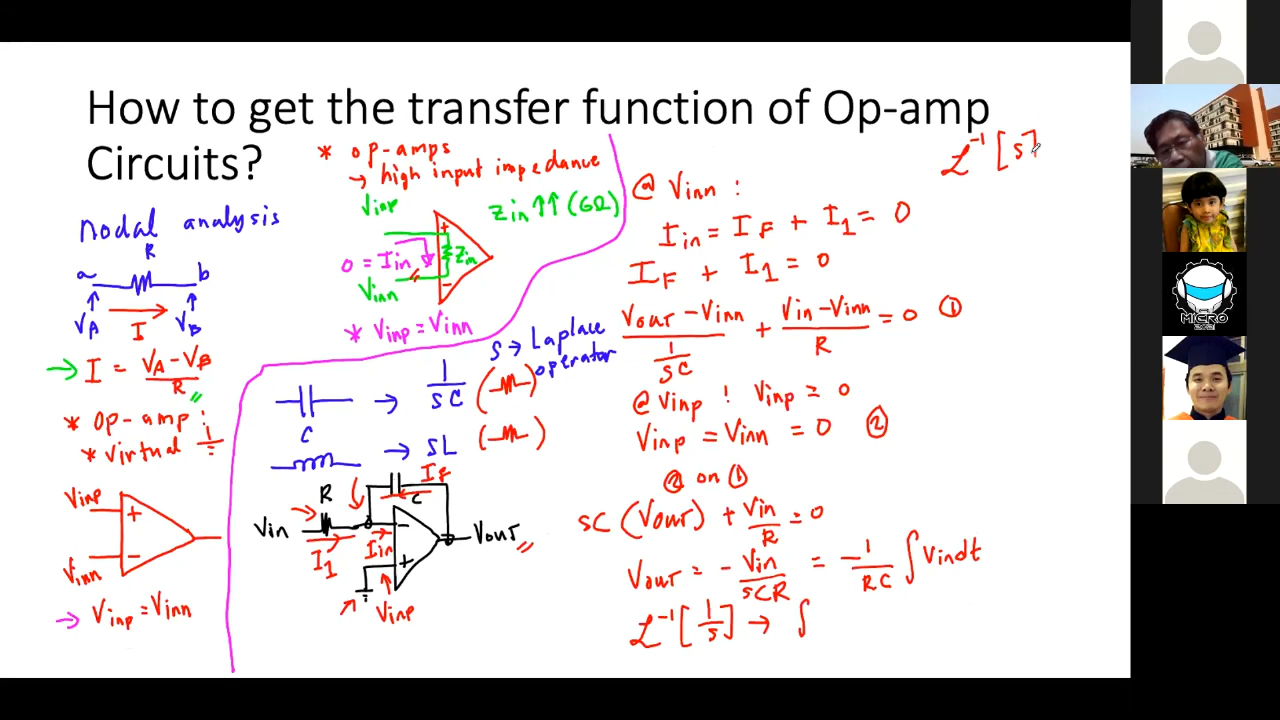 How to get the transfer function of Op-amp
Circuits?
nodal analysis
R
a b
VA I VB
→ I = VA - VB / R
* Op-amp :
* Virtual ⏚
Vinp +
Vinn -
→ Vinp = Vinn
* op-amps
→ high input impedance
Vinp
Zin ↑↑ (GΩ)
+
0 = Iin Zin
Vinn -
* Vinp = Vinn
S → Laplace
operator
C → 1/SC
→ SL
If
R C
Vin - Vout
I1 Iin +
Vinp
ℒ⁻¹ [s]
@ Vinn :
Iin = IF + I1 = 0
IF + I1 = 0
Vout - Vinn / 1/SC + Vin - Vinn / R = 0 ①
@ Vinp : Vinp = 0
Vinp = Vinn = 0 ②
② on ①
SC (Vout) + Vin/R = 0
Vout = - Vin/SCR = -1/RC ∫ Vin dt
ℒ⁻¹ [1/S] → ∫
MICRO